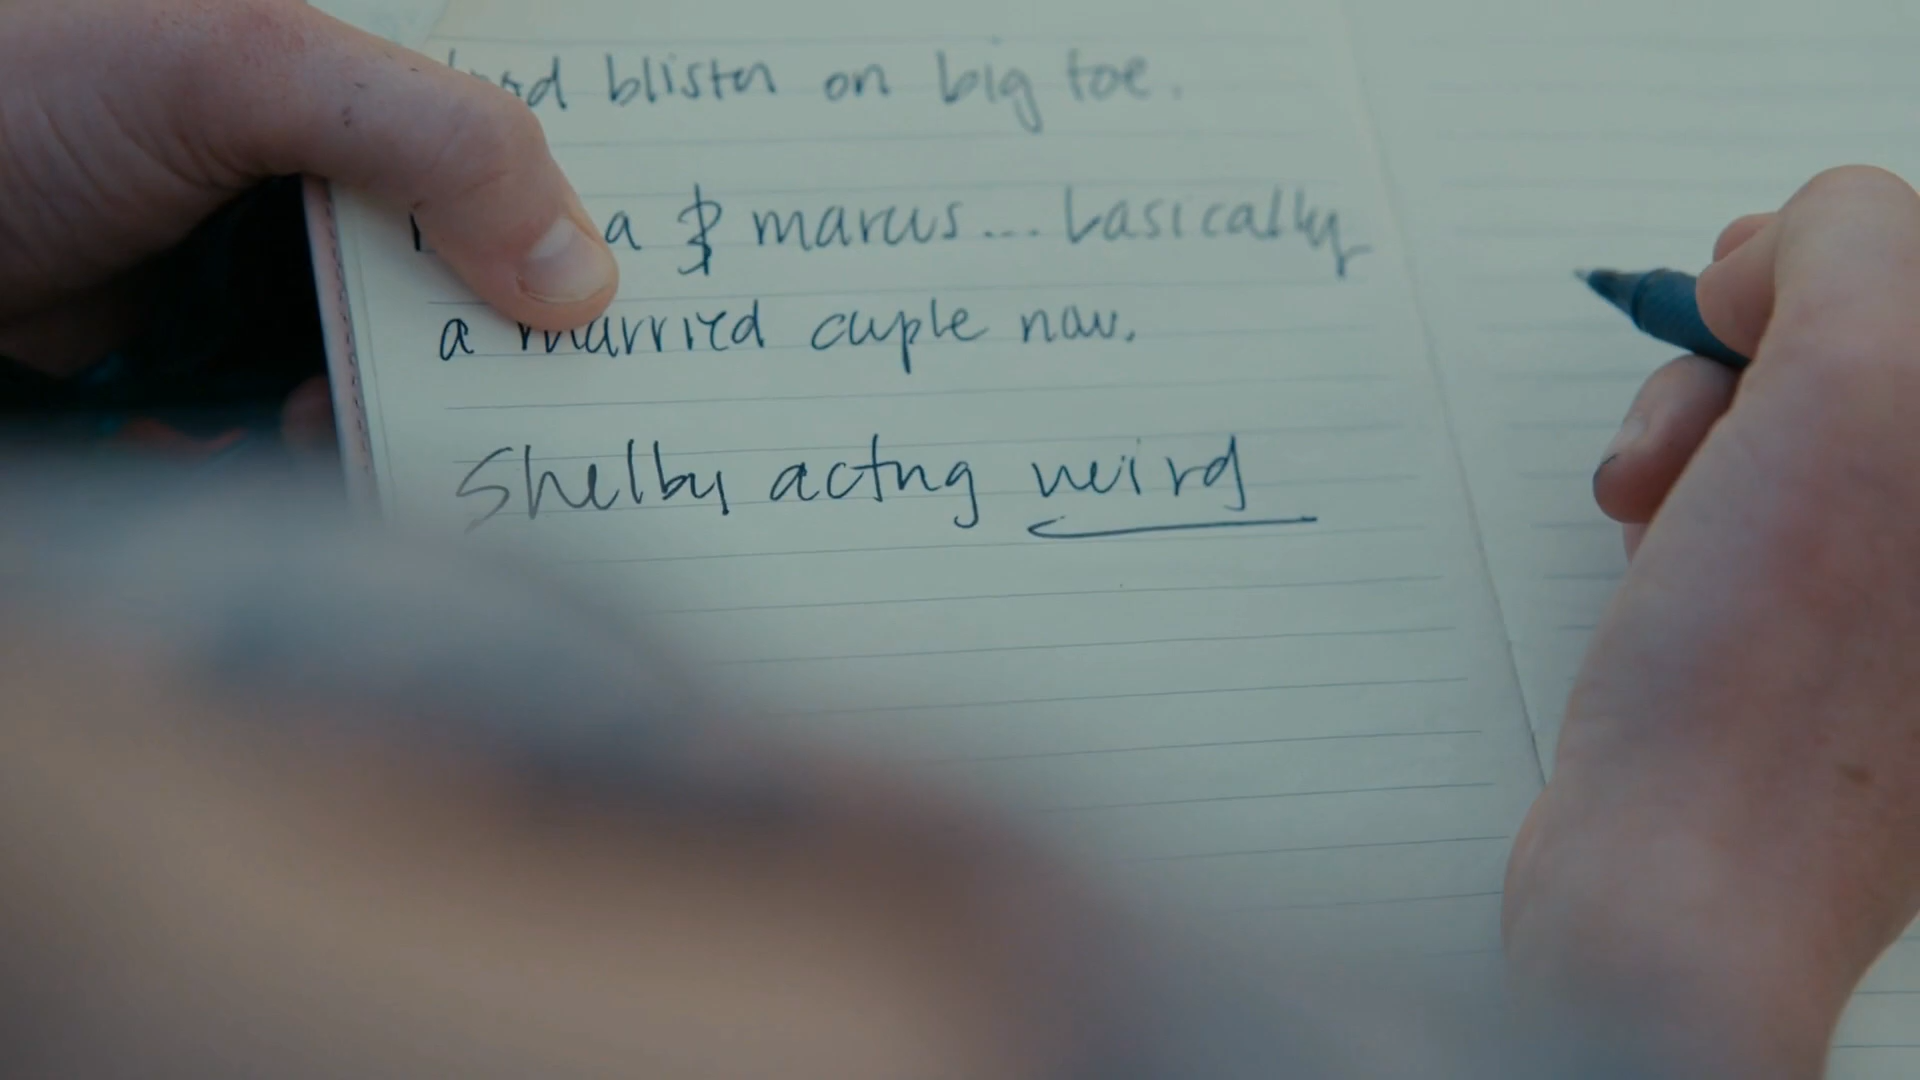 blister on big toe.
& marcus... basically
a married cuple now.
Shelby actng weird